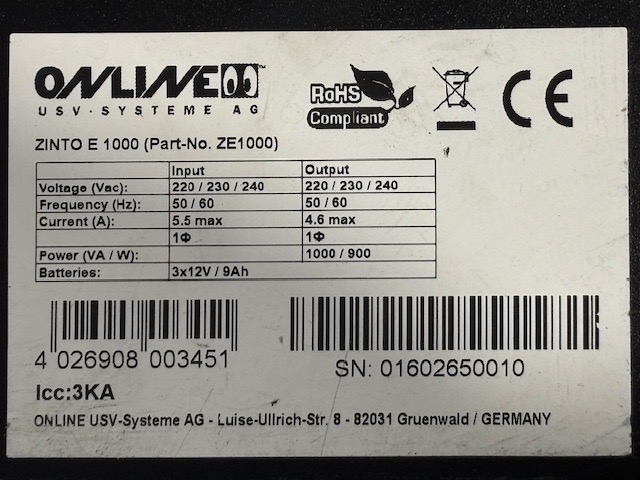 ONLINE
USV-SYSTEME AG
RoHS
Compliant
CE
ZINTO E 1000 (Part-No. ZE1000)
Input Output
Voltage (Vac): 220 / 230 / 240 220 / 230 / 240
Frequency (Hz): 50 / 60 50 / 60
Current (A): 5.5 max 4.6 max
1Φ 1Φ
Power (VA / W): 1000 / 900
Batteries: 3x12V / 9Ah
4 026908 003451
SN: 01602650010
Icc:3KA
ONLINE USV-Systeme AG - Luise-Ullrich-Str. 8 - 82031 Gruenwald / GERMANY